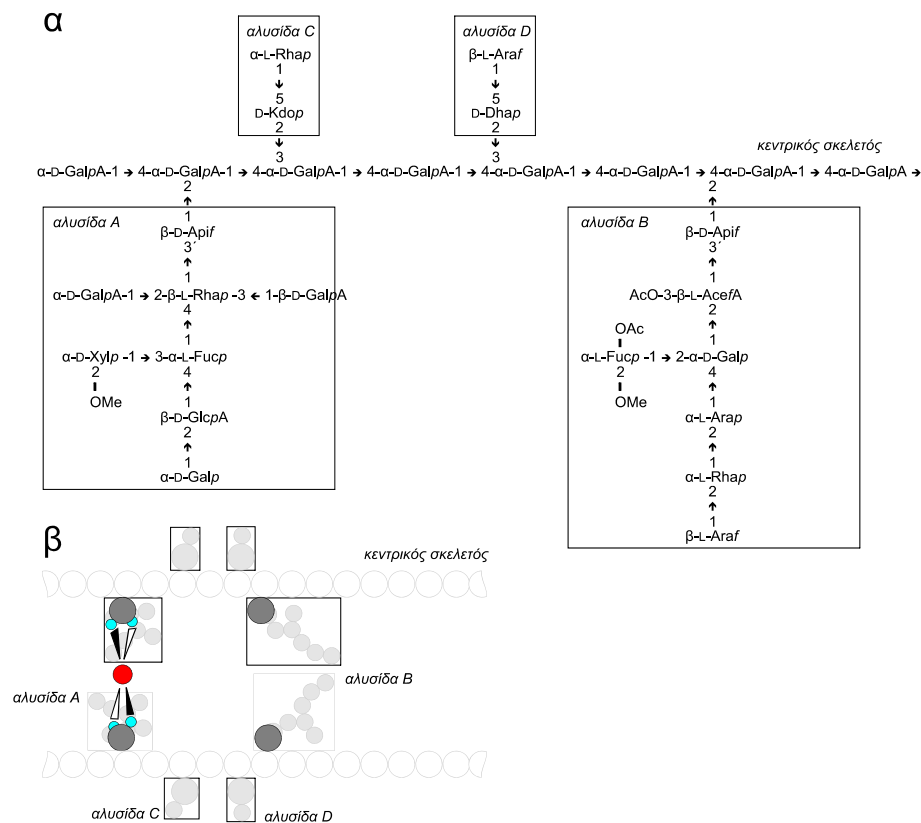 α
αλυσίδα C
α-L-Rhap
1
5
D-Kdop
2
3
αλυσίδα D
β-L-Araf
1
5
D-Dhap
2
3
κεντρικός σκελετός
α-D-GalpA-1 → 4-α-D-GalpA-1 → 4-α-D-GalpA-1 → 4-α-D-GalpA-1 → 4-α-D-GalpA-1 → 4-α-D-GalpA-1 → 4-α-D-GalpA-1 → 4-α-D-GalpA →
2
αλυσίδα A
1
β-D-Apif
3´
1
α-D-GalpA-1 → 2-β-L-Rhap -3 ← 1-β-D-GalpA
4
1
α-D-Xylp -1 → 3-α-L-Fucp
2
4
OMe
1
β-D-GlcpA
2
1
α-D-Galp
2
αλυσίδα B
1
β-D-Apif
3´
1
AcO-3-β-L-AcefA
2
OAc
1
α-L-Fucp -1 → 2-α-D-Galp
2
4
OMe
1
α-L-Arap
2
1
α-L-Rhap
2
1
β-L-Araf
β
κεντρικός σκελετός
αλυσίδα A
αλυσίδα B
αλυσίδα C
αλυσίδα D